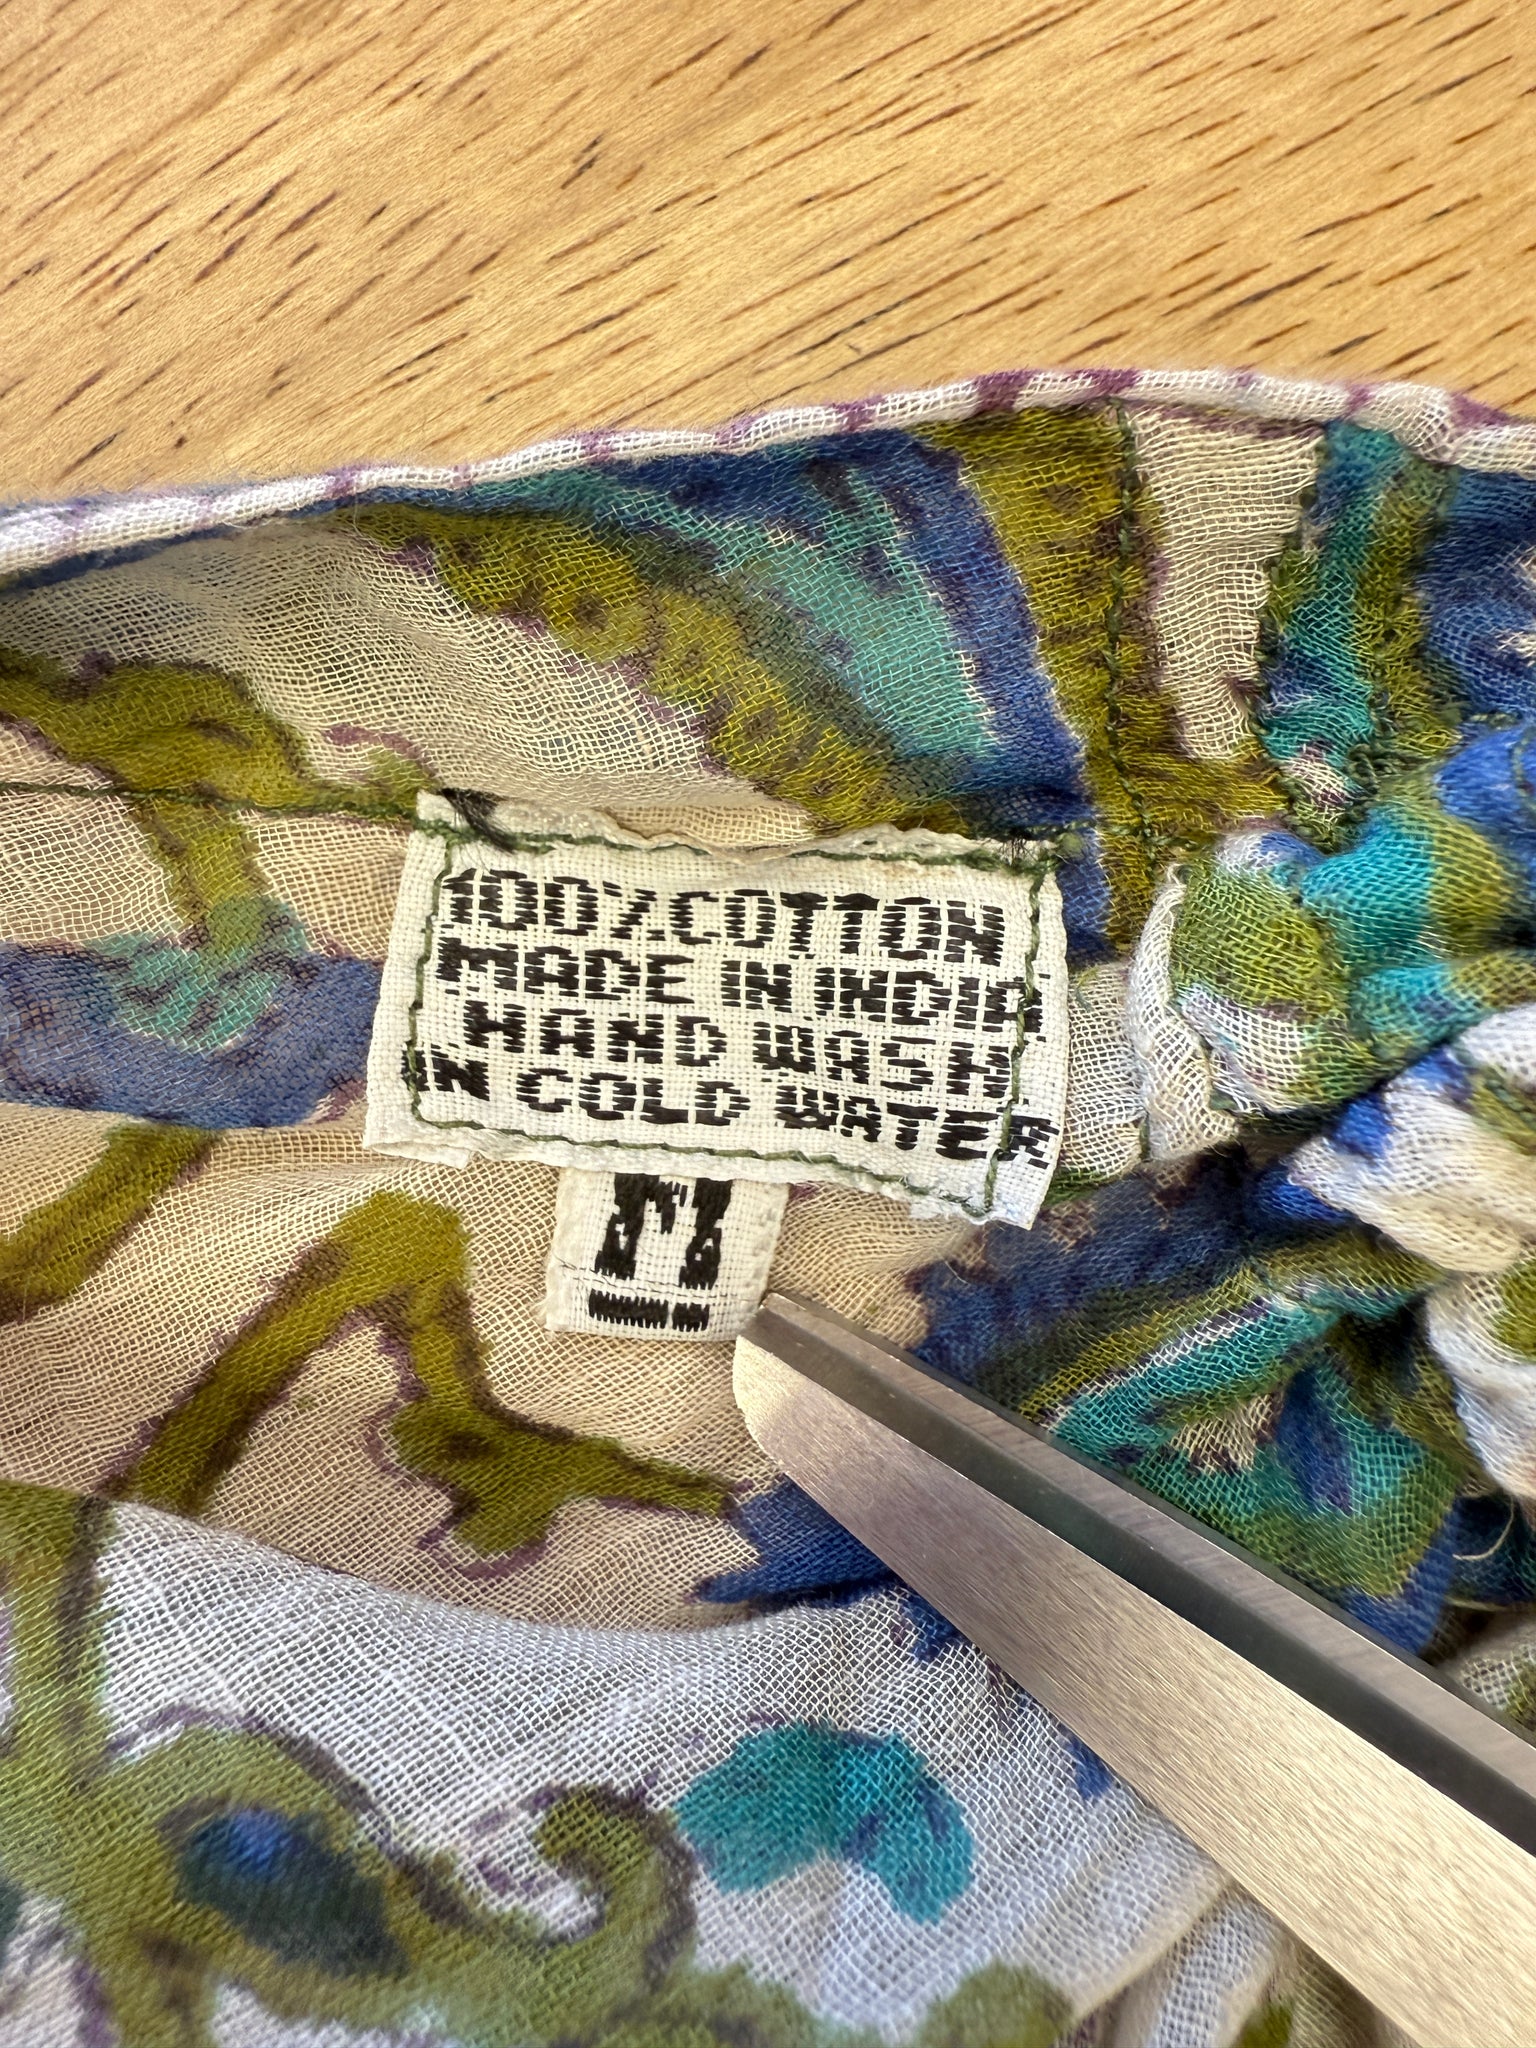 100% COTTON
MADE IN INDIA
HAND WASH
IN COLD WATER